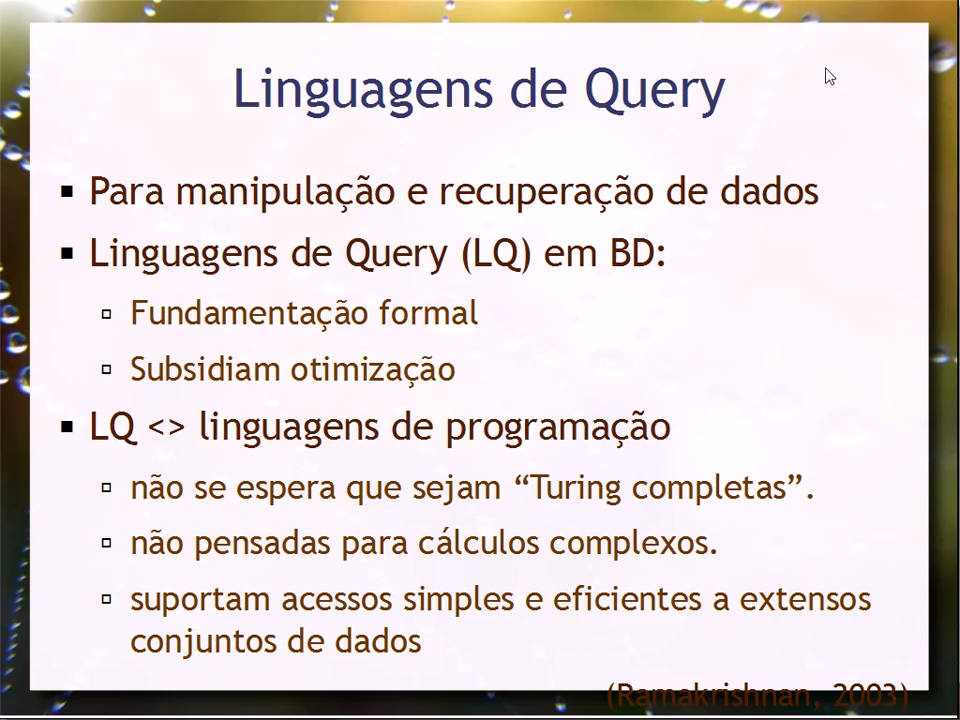 Linguagens de Query
Para manipulação e recuperação de dados
Linguagens de Query (LQ) em BD:
Fundamentação formal
Subsidiam otimização
LQ <> linguagens de programação
não se espera que sejam “Turing completas”.
não pensadas para cálculos complexos.
suportam acessos simples e eficientes a extensos
conjuntos de dados
(Ramakrishnan, 2003)